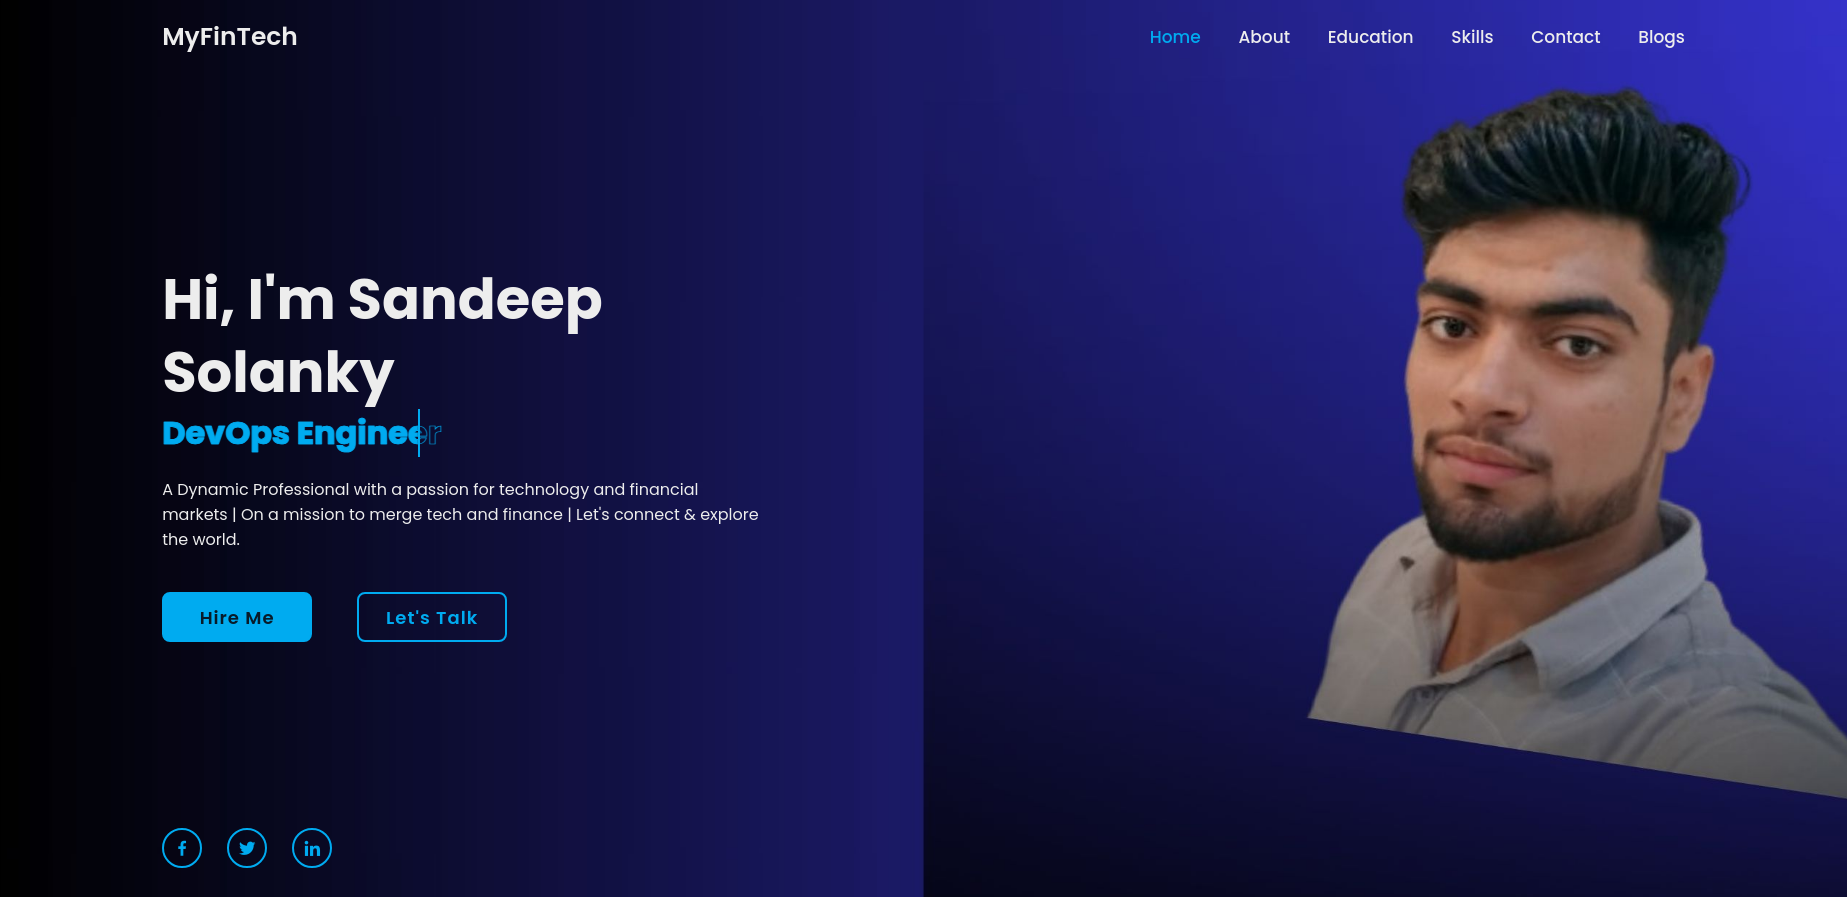 MyFinTech
Home About Education Skills Contact Blogs
Hi, I'm Sandeep
Solanky
DevOps Engineer
A Dynamic Professional with a passion for technology and financial
markets | On a mission to merge tech and finance | Let's connect & explore
the world.
Hire Me
Let's Talk